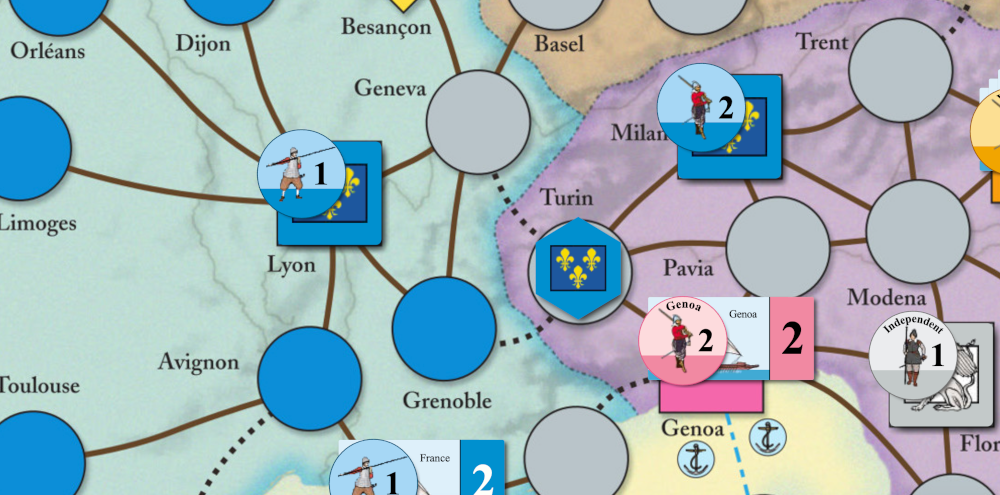 Orléans
Dijon
Besançon
Basel
Trent
Geneva
Milan
2
1
Limoges
Turin
Lyon
Pavia
Modena
Genoa
2
Genoa
2
Independent
1
Avignon
Toulouse
Grenoble
Genoa
Flor
France
1
2